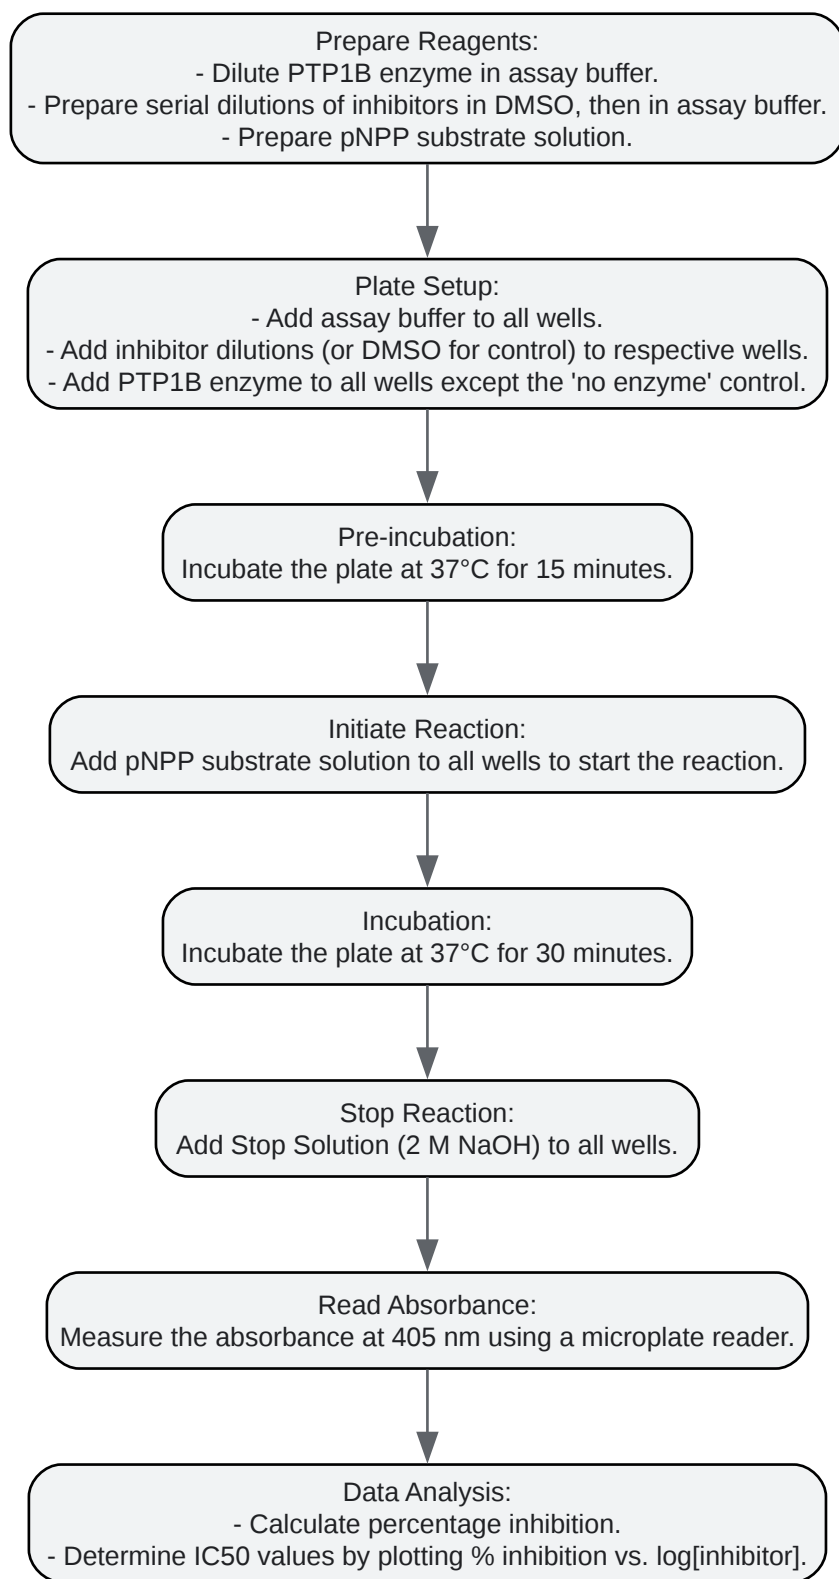 Prepare Reagents:
- Dilute PTP1B enzyme in assay buffer.
- Prepare serial dilutions of inhibitors in DMSO, then in assay buffer.
- Prepare pNPP substrate solution.
Plate Setup:
- Add assay buffer to all wells.
- Add inhibitor dilutions (or DMSO for control) to respective wells.
- Add PTP1B enzyme to all wells except the 'no enzyme' control.
Pre-incubation:
Incubate the plate at 37°C for 15 minutes.
Initiate Reaction:
Add pNPP substrate solution to all wells to start the reaction.
Incubation:
Incubate the plate at 37°C for 30 minutes.
Stop Reaction:
Add Stop Solution (2 M NaOH) to all wells.
Read Absorbance:
Measure the absorbance at 405 nm using a microplate reader.
Data Analysis:
- Calculate percentage inhibition.
- Determine IC50 values by plotting % inhibition vs. log[inhibitor].